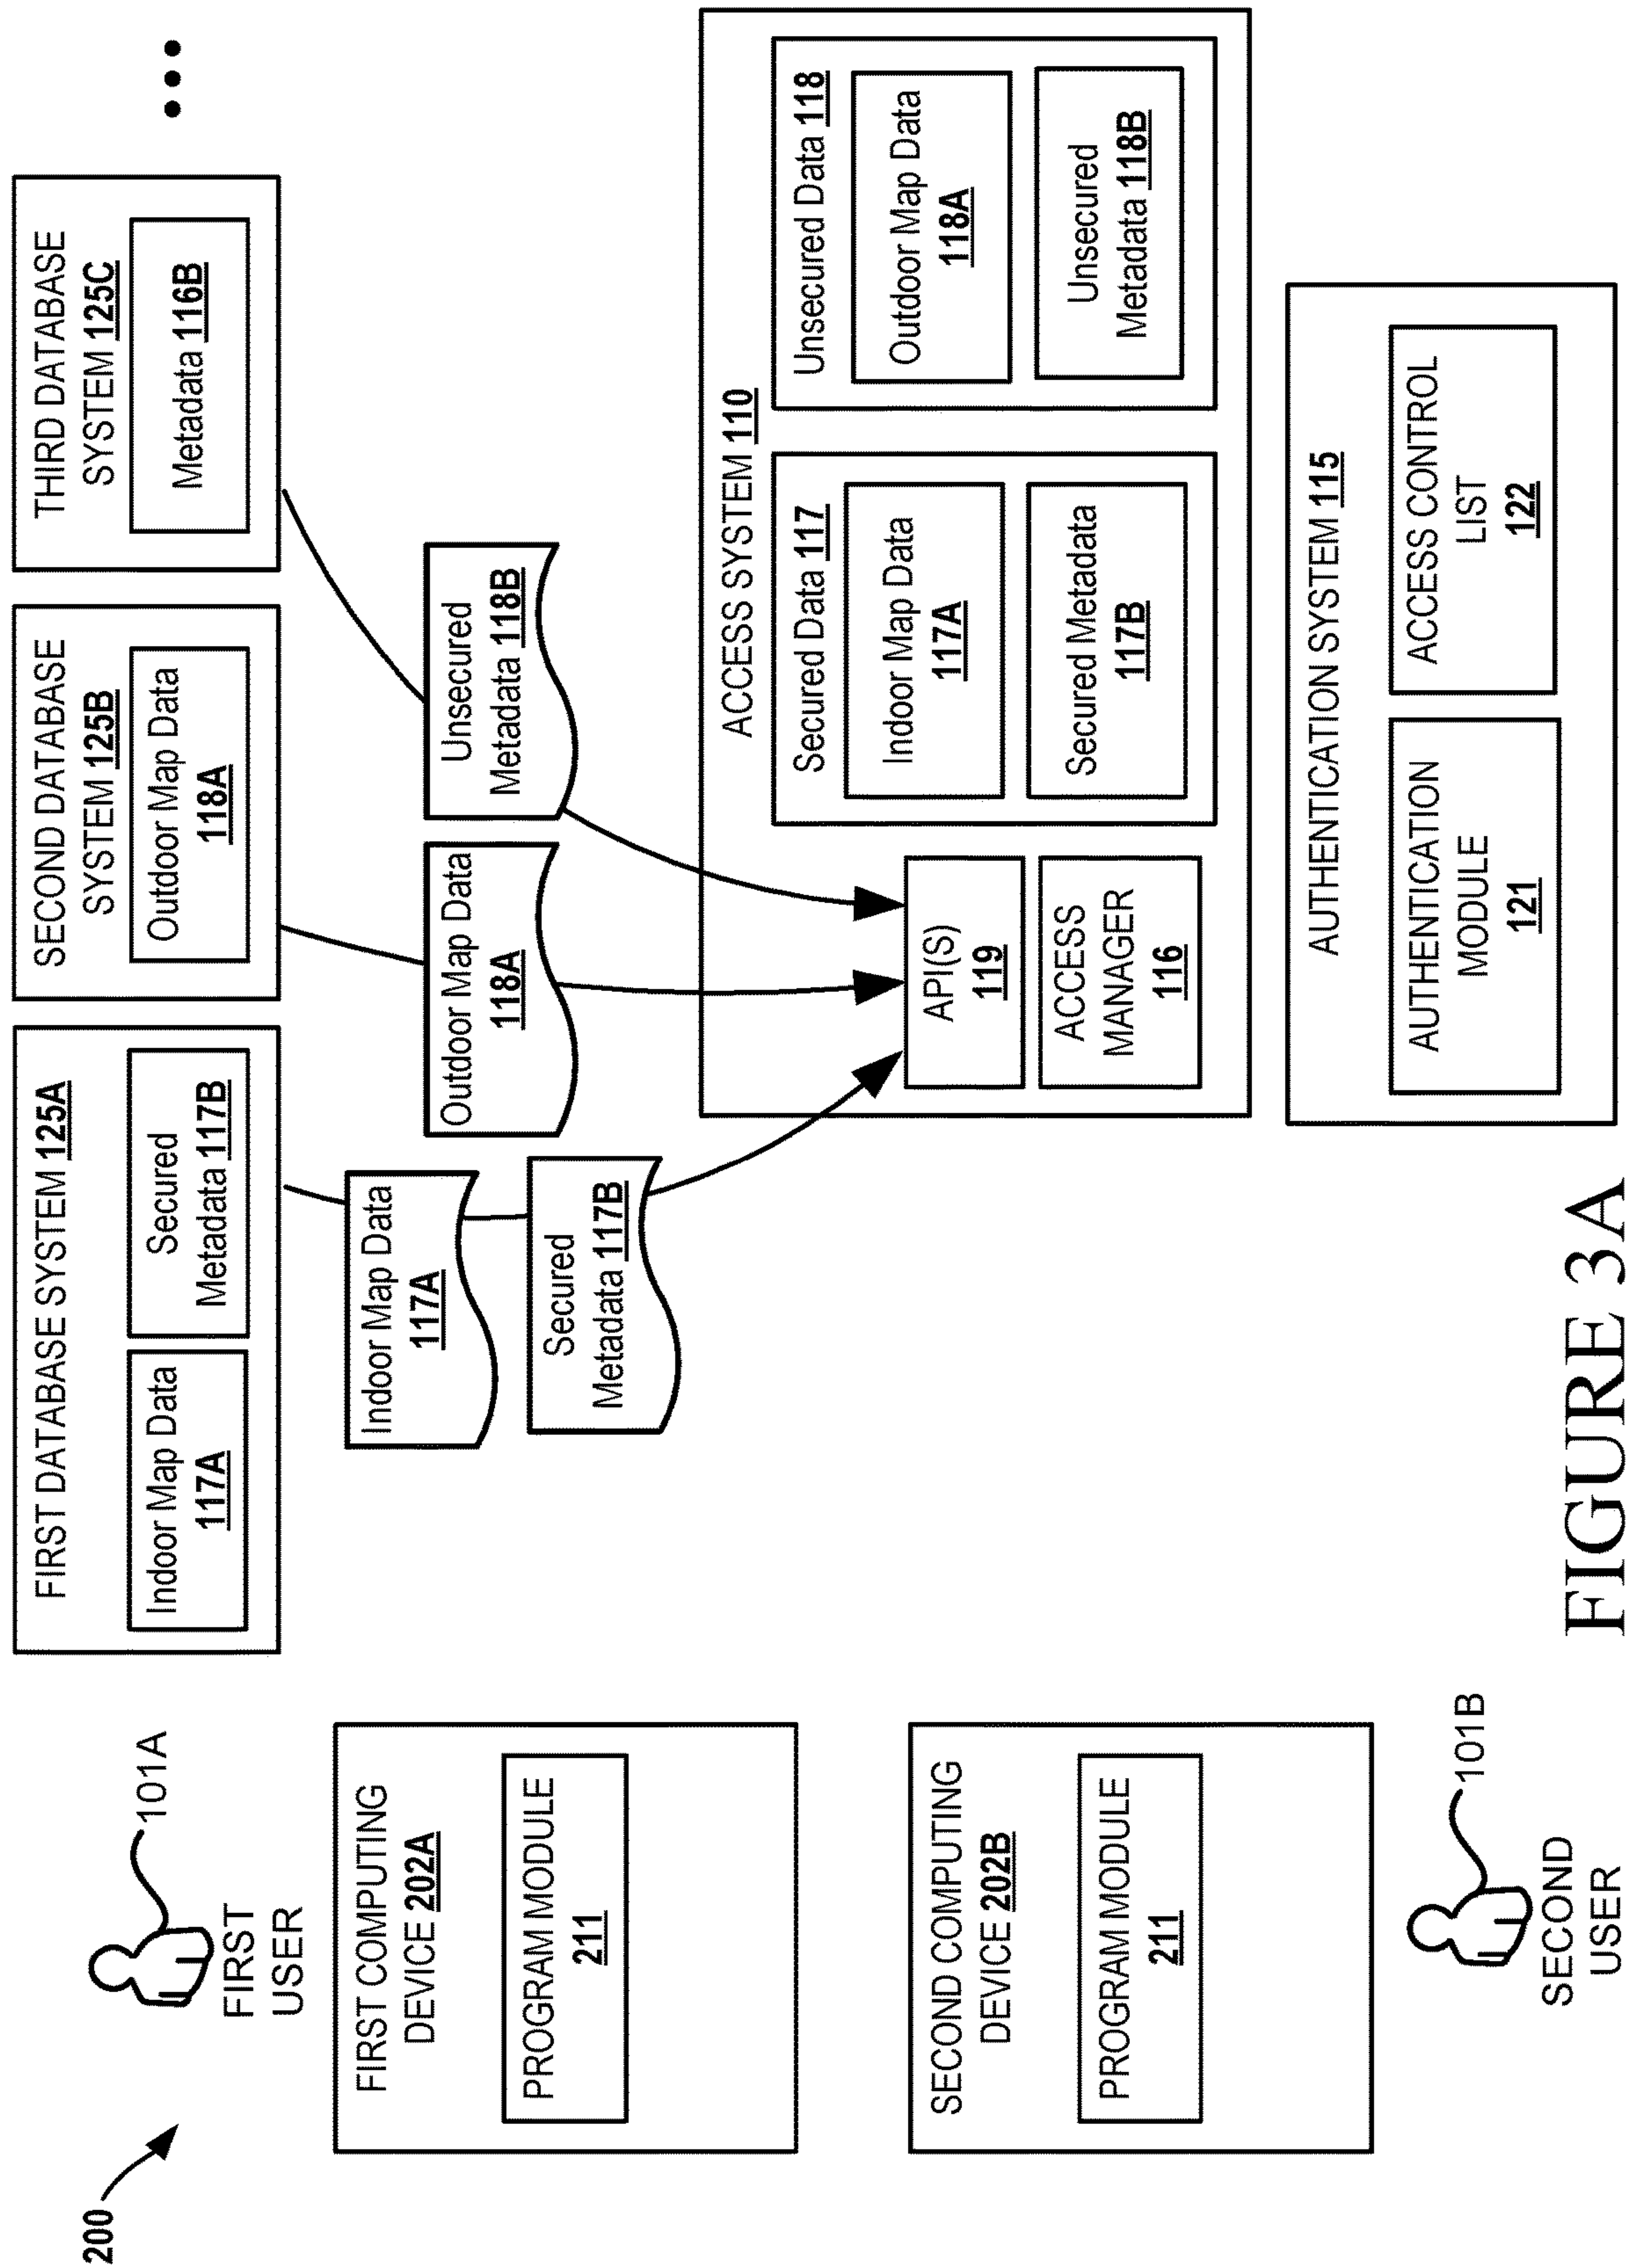 200
101A
FIRST
USER
FIRST COMPUTING
DEVICE 202A
PROGRAM MODULE
211
SECOND COMPUTING
DEVICE 202B
PROGRAM MODULE
211
101B
SECOND
USER
FIRST DATABASE SYSTEM 125A
Indoor Map Data
117A
Secured
Metadata 117B
SECOND DATABASE
SYSTEM 125B
Outdoor Map Data
118A
THIRD DATABASE
SYSTEM 125C
Metadata 116B
Indoor Map Data
117A
Secured
Metadata 117B
Outdoor Map Data
118A
Unsecured
Metadata 118B
ACCESS SYSTEM 110
API(S)
119
ACCESS
MANAGER
116
Secured Data 117
Indoor Map Data
117A
Secured Metadata
117B
Unsecured Data 118
Outdoor Map Data
118A
Unsecured
Metadata 118B
AUTHENTICATION SYSTEM 115
AUTHENTICATION
MODULE
121
ACCESS CONTROL
LIST
122
FIGURE 3A